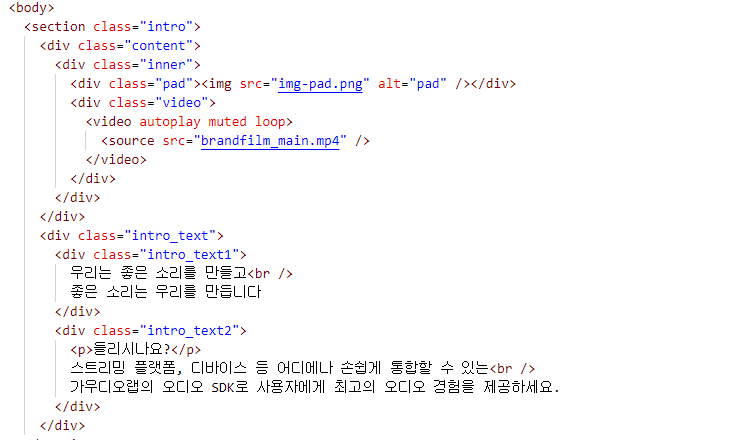 <body>
<section class="intro">
<div class="content">
<div class="inner">
<div class="pad"><img src="img-pad.png" alt="pad" /></div>
<div class="video">
<video autoplay muted loop>
<source src="brandfilm_main.mp4" />
</video>
</div>
</div>
</div>
<div class="intro_text">
<div class="intro_text1">
우리는 좋은 소리를 만들고<br />
좋은 소리는 우리를 만듭니다
</div>
<div class="intro_text2">
<p>들리시나요?</p>
스트리밍 플랫폼, 디바이스 등 어디에나 손쉽게 통합할 수 있는<br />
가우디오랩의 오디오 SDK로 사용자에게 최고의 오디오 경험을 제공하세요.
</div>
</div>